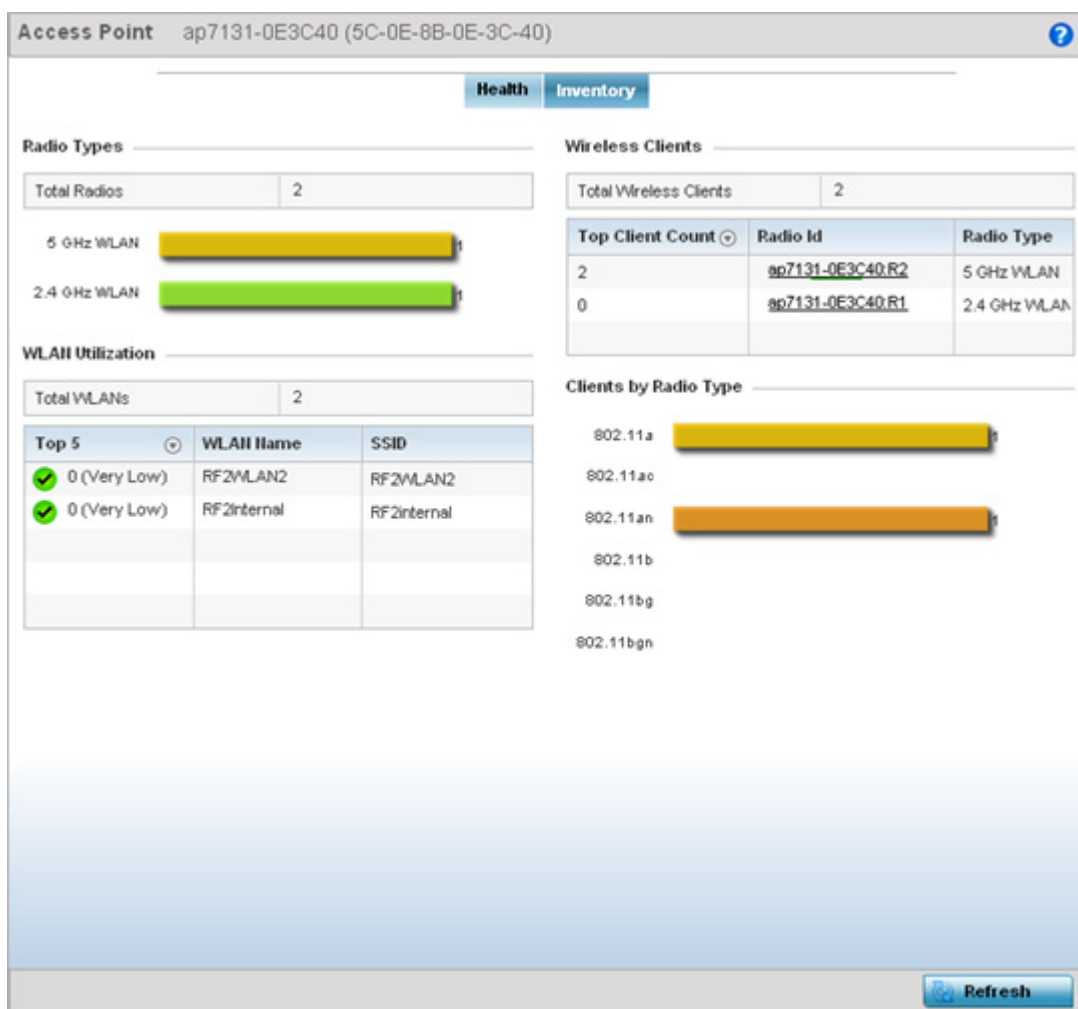 Access Point ap7131-0E3C40 (5C-0E-8B-0E-3C-40)
?
Health Inventory
Radio Types
Total Radios 2
5 GHz WLAN 1
2.4 GHz WLAN 1
WLAN Utilization
Total WLANs 2
Top 5 WLAN Name SSID
0 (Very Low) RF2WLAN2 RF2WLAN2
0 (Very Low) RF2internal RF2internal
Wireless Clients
Total Wireless Clients 2
Top Client Count Radio Id Radio Type
2 ap7131-0E3C40:R2 5 GHz WLAN
0 ap7131-0E3C40:R1 2.4 GHz WLAN
Clients by Radio Type
802.11a 1
802.11ac
802.11an 1
802.11b
802.11bg
802.11bgn
Refresh